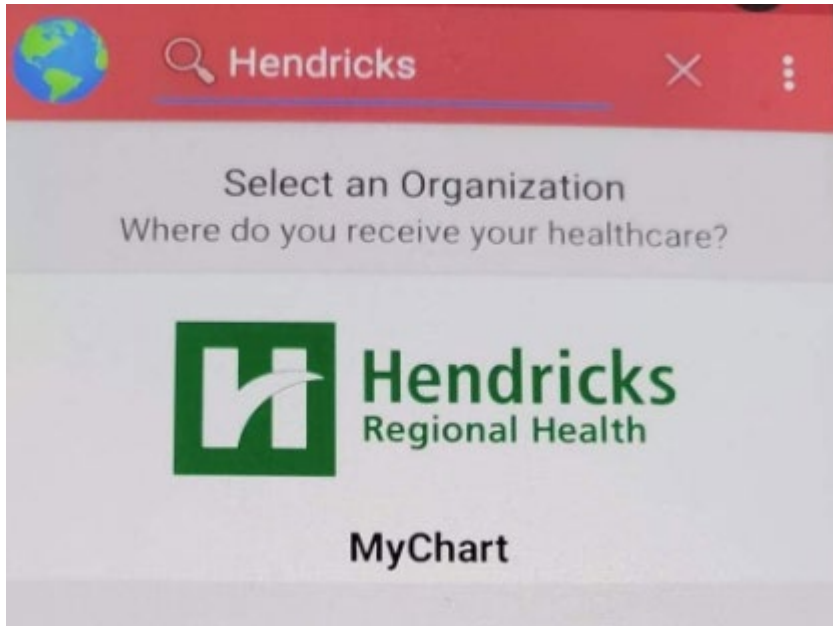 Hendricks
Select an Organization
Where do you receive your healthcare?
Hendricks
Regional Health
MyChart